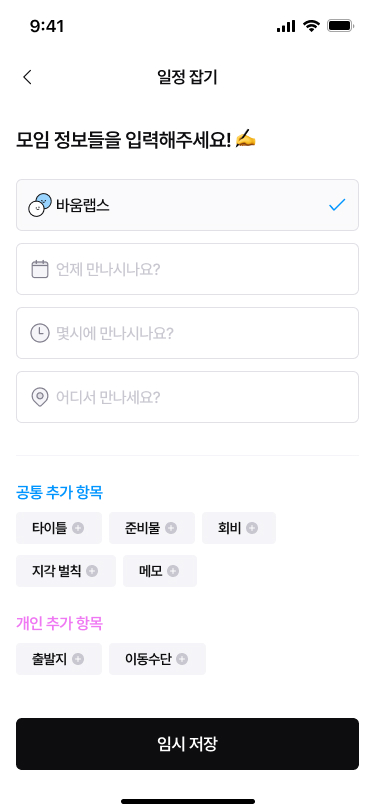 9:41
일정 잡기
모임 정보들을 입력해주세요! ✍️
바움랩스
언제 만나시나요?
몇시에 만나시나요?
어디서 만나세요?
공통 추가 항목
타이틀 준비물 회비
지각 벌칙 메모
개인 추가 항목
출발지 이동수단
임시 저장